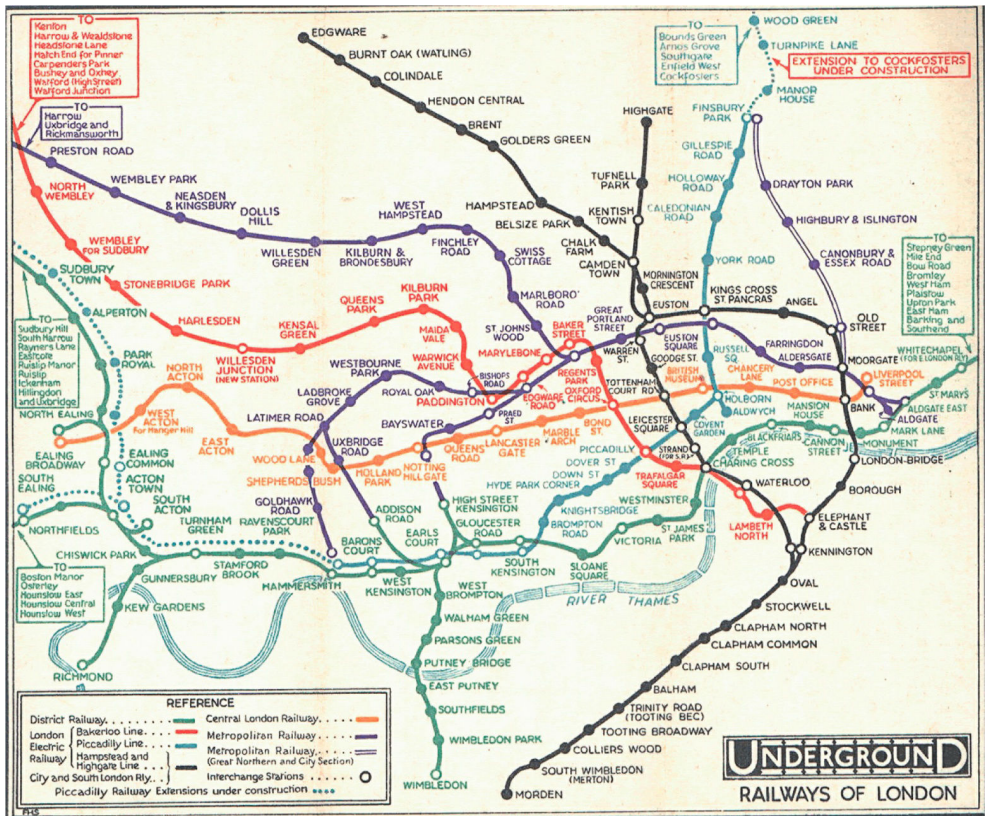 TO
Kenton
Harrow & Wealdstone
Headstone Lane
Hatch End for Pinner
Carpenders Park
Bushey and Oxhey
Watford (High Street)
Watford Junction
TO
Harrow
Uxbridge and
Rickmansworth
EDGWARE
BURNT OAK (WATLING)
COLINDALE
HENDON CENTRAL
BRENT
GOLDERS GREEN
HIGHGATE
TO
Bounds Green
Arnos Grove
Southgate
Enfield West
Cockfosters
WOOD GREEN
TURNPIKE LANE
EXTENSION TO COCKFOSTERS
UNDER CONSTRUCTION
MANOR
HOUSE
FINSBURY
PARK
GILLESPIE
ROAD
HOLLOWAY
ROAD
CALEDONIAN
ROAD
YORK ROAD
DRAYTON PARK
HIGHBURY & ISLINGTON
CANONBURY &
ESSEX ROAD
OLD
STREET
TO
Stepney Green
Mile End
Bow Road
Bromley
West Ham
Plaistow
Upton Park
East Ham
Barking and
Southend
PRESTON ROAD
WEMBLEY PARK
NEASDEN
& KINGSBURY
DOLLIS
HILL
WILLESDEN
GREEN
KILBURN &
BRONDESBURY
WEST
HAMPSTEAD
FINCHLEY
ROAD
SWISS
COTTAGE
MARLBORO'
ROAD
ST JOHNS
WOOD
HAMPSTEAD
BELSIZE PARK
CHALK
FARM
CAMDEN
TOWN
TUFNELL
PARK
KENTISH
TOWN
MORNINGTON
CRESCENT
EUSTON
KINGS CROSS
ST PANCRAS
ANGEL
NORTH
WEMBLEY
WEMBLEY
FOR SUDBURY
STONEBRIDGE PARK
HARLESDEN
WILLESDEN
JUNCTION
(NEW STATION)
KENSAL
GREEN
QUEENS
PARK
KILBURN
PARK
MAIDA
VALE
WARWICK
AVENUE
PADDINGTON
BISHOPS
ROAD
EDGWARE
ROAD
MARYLEBONE
BAKER
STREET
GREAT
PORTLAND
STREET
REGENTS
PARK
OXFORD
CIRCUS
WARREN
ST.
EUSTON
SQUARE
GOODGE ST.
TOTTENHAM
COURT RD
RUSSELL
SQ
FARRINGDON
ALDERSGATE
MOORGATE
LIVERPOOL
STREET
WHITECHAPEL
(FOR E LONDON RLY)
ST MARYS
ALDGATE EAST
ALDGATE
MARK LANE
MONUMENT
BANK
POST OFFICE
CHANCERY
LANE
BRITISH
MUSEUM
HOLBORN
ALDWYCH
COVENT
GARDEN
LEICESTER
SQUARE
STRAND
(FOR S.R.)
CHARING CROSS
TEMPLE
BLACKFRIARS
MANSION
HOUSE
CANNON
STREET
LONDON-BRIDGE
SUDBURY
TOWN
ALPERTON
PARK
ROYAL
TO
Sudbury Hill
South Harrow
Rayners Lane
Eastcote
Ruislip Manor
Ruislip
Ickenham
Hillingdon
and Uxbridge
NORTH EALING
EALING
BROADWAY
SOUTH
EALING
NORTHFIELDS
EALING
COMMON
ACTON
TOWN
SOUTH
ACTON
NORTH
ACTON
WEST
ACTON
For Hanger Hill
EAST
ACTON
WOOD LANE
SHEPHERDS BUSH
LATIMER ROAD
LADBROKE
GROVE
WESTBOURNE
PARK
ROYAL OAK
UXBRIDGE
ROAD
GOLDHAWK
ROAD
HOLLAND
PARK
NOTTING
HILL GATE
BAYSWATER
PRAED
ST
QUEENS
ROAD
LANCASTER
GATE
MARBLE
ARCH
BOND
ST.
PICCADILLY
DOVER ST
DOWN ST
HYDE PARK CORNER
KNIGHTSBRIDGE
BROMPTON
ROAD
TRAFALGAR
SQUARE
WESTMINSTER
ST JAMES
PARK
VICTORIA
SLOANE
SQUARE
SOUTH
KENSINGTON
GLOUCESTER
ROAD
HIGH STREET
KENSINGTON
ADDISON
ROAD
EARLS
COURT
BARONS
COURT
WEST
KENSINGTON
HAMMERSMITH
RAVENSCOURT
PARK
STAMFORD
BROOK
TURNHAM
GREEN
CHISWICK PARK
GUNNERSBURY
KEW GARDENS
RICHMOND
TO
Boston Manor
Osterley
Hounslow East
Hounslow Central
Hounslow West
WATERLOO
LAMBETH
NORTH
BOROUGH
ELEPHANT
& CASTLE
KENNINGTON
OVAL
STOCKWELL
CLAPHAM NORTH
CLAPHAM COMMON
CLAPHAM SOUTH
BALHAM
TRINITY ROAD
(TOOTING BEC)
TOOTING BROADWAY
COLLIERS WOOD
SOUTH WIMBLEDON
(MERTON)
MORDEN
RIVER THAMES
WEST
BROMPTON
WALHAM GREEN
PARSONS GREEN
PUTNEY BRIDGE
EAST PUTNEY
SOUTHFIELDS
WIMBLEDON PARK
WIMBLEDON
REFERENCE
District Railway
London Electric Railway
Bakerloo Line
Piccadilly Line
Hampstead and
Highgate Line
City and South London Rly.
Central London Railway
Metropolitan Railway
Metropolitan Railway
(Great Northern and City Section)
Interchange Stations
Piccadilly Railway Extensions under construction
UNDERGROUND
RAILWAYS OF LONDON
FHS